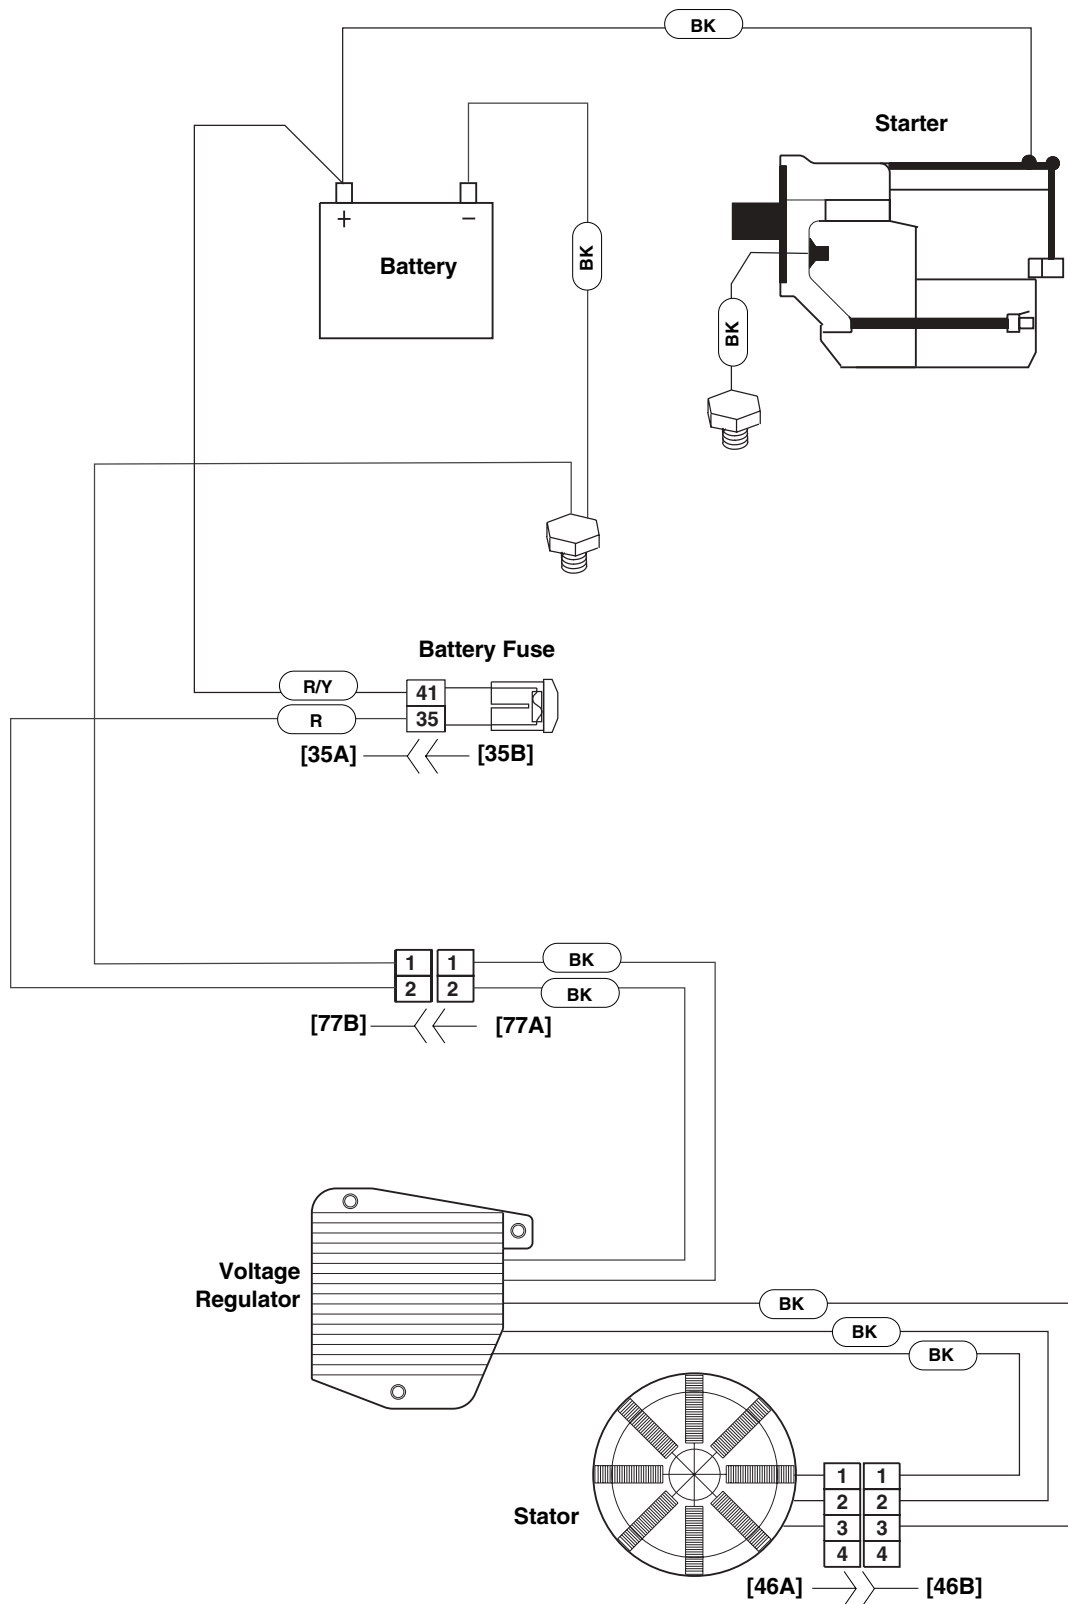 BK
Starter
+
−
Battery
BK
BK
Battery Fuse
R/Y
41
R
35
[35A]
[35B]
1 1
BK
2 2
BK
[77B]
[77A]
Voltage
Regulator
BK
BK
BK
Stator
1 1
2 2
3 3
4 4
[46A]
[46B]